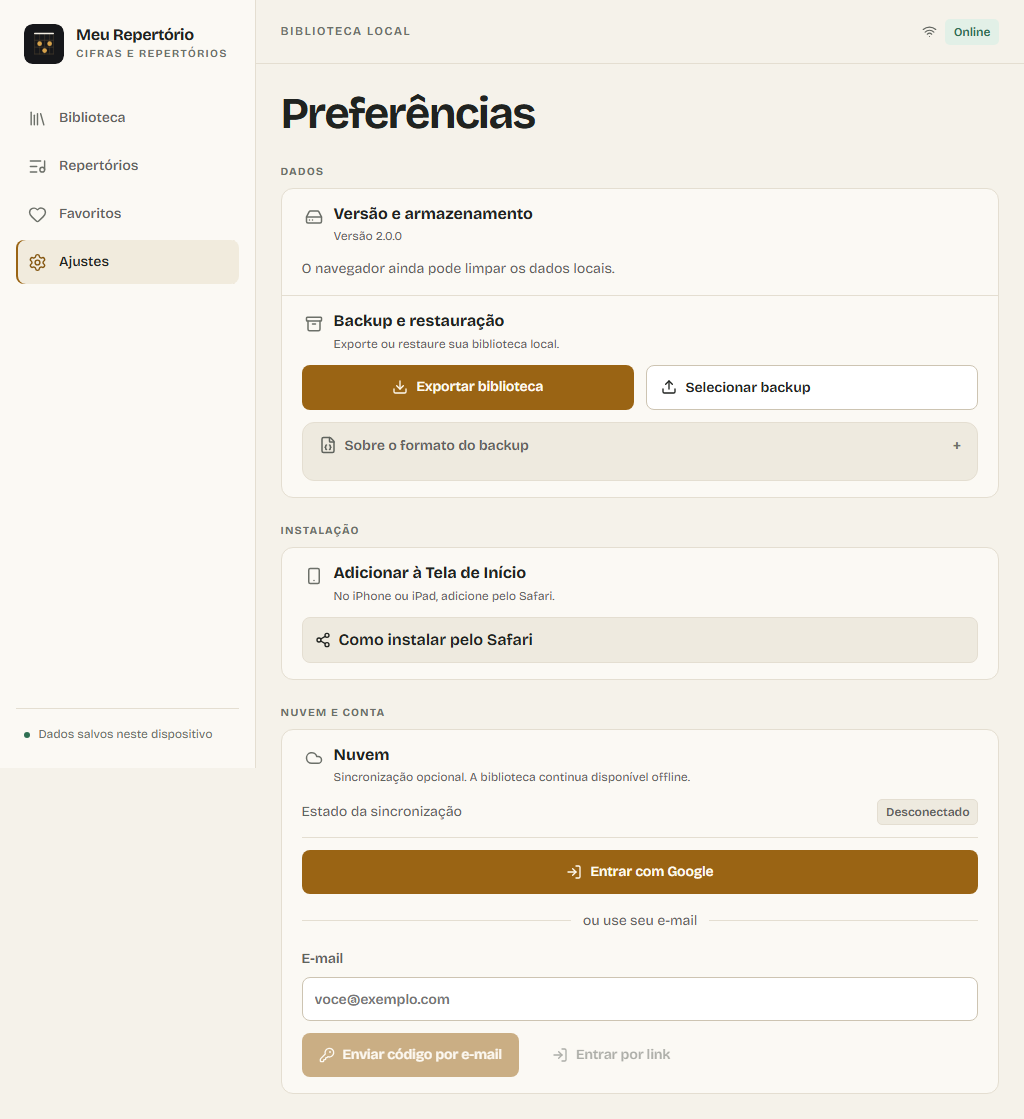 Meu Repertório
CIFRAS E REPERTÓRIOS
Biblioteca
Repertórios
Favoritos
Ajustes
Dados salvos neste dispositivo
BIBLIOTECA LOCAL
Online
Preferências
DADOS
Versão e armazenamento
Versão 2.0.0
O navegador ainda pode limpar os dados locais.
Backup e restauração
Exporte ou restaure sua biblioteca local.
Exportar biblioteca
Selecionar backup
Sobre o formato do backup +
INSTALAÇÃO
Adicionar à Tela de Início
No iPhone ou iPad, adicione pelo Safari.
Como instalar pelo Safari
NUVEM E CONTA
Nuvem
Sincronização opcional. A biblioteca continua disponível offline.
Estado da sincronização
Desconectado
Entrar com Google
ou use seu e-mail
E-mail
voce@exemplo.com
Enviar código por e-mail
Entrar por link